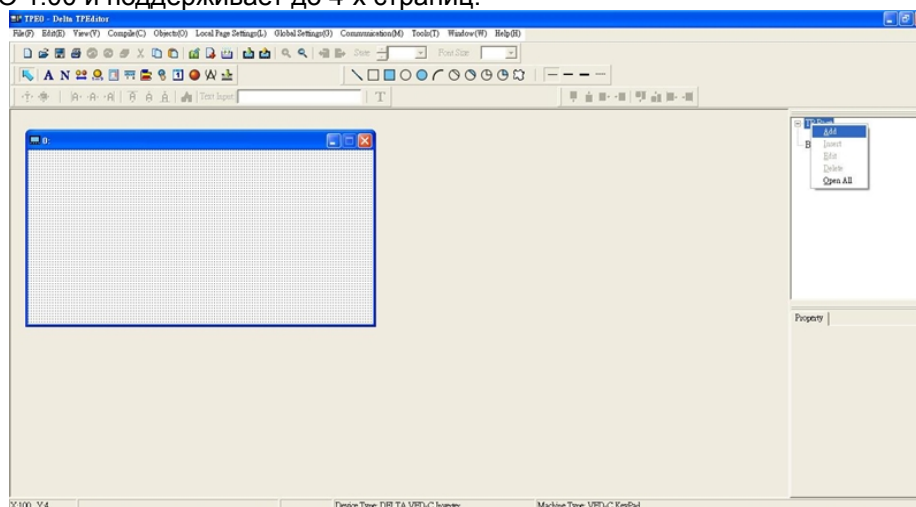 О 1.00 и поддерживает до 4-х страниц.
TPE0 - Delta TPEditor
File(F) Edit(E) View(V) Compile(C) Objects(O) Local Page Settings(L) Global Settings(G) Communication(M) Tools(T) Window(W) Help(H)
Font Size
Text Input
0:
Add
Insert
Edit
Delete
Open All
Property
X:100 Y:4 Device Type: DELTA VFD-C Inverter Machine Type: VFD-C KeyPad